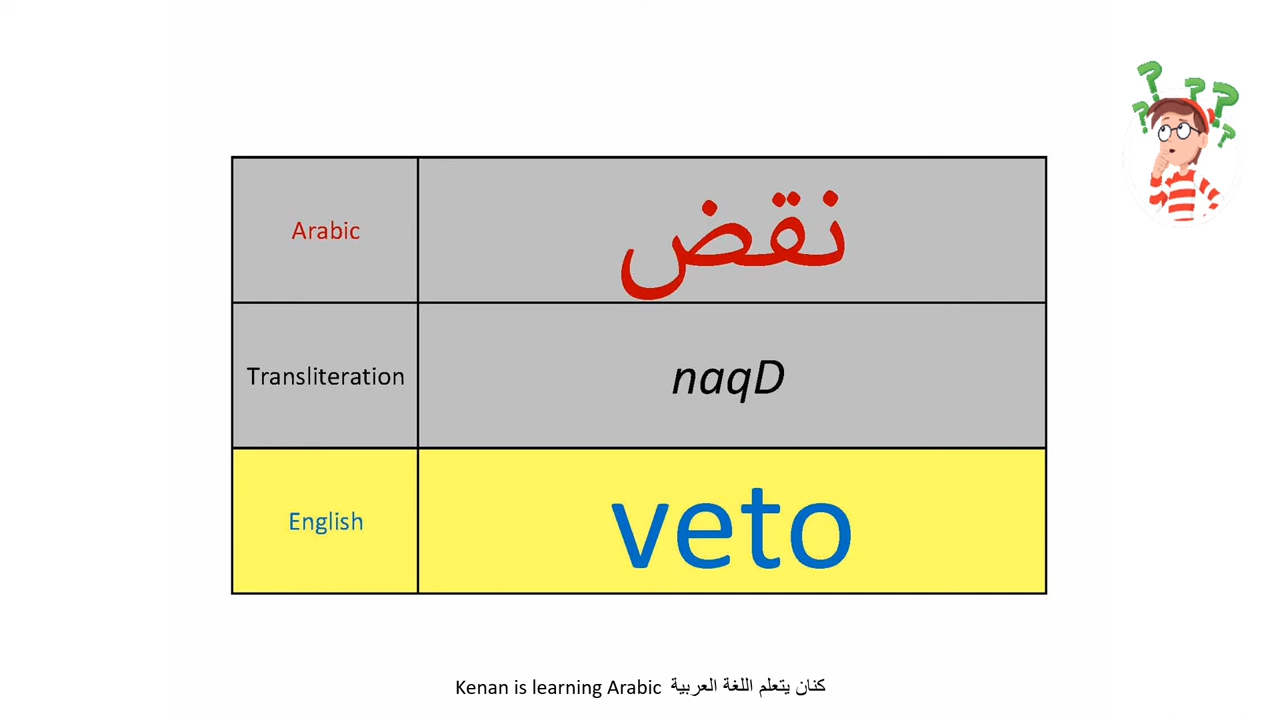 Arabic نقض
Transliteration naqD
English veto
Kenan is learning Arabic كنان يتعلم اللغة العربية